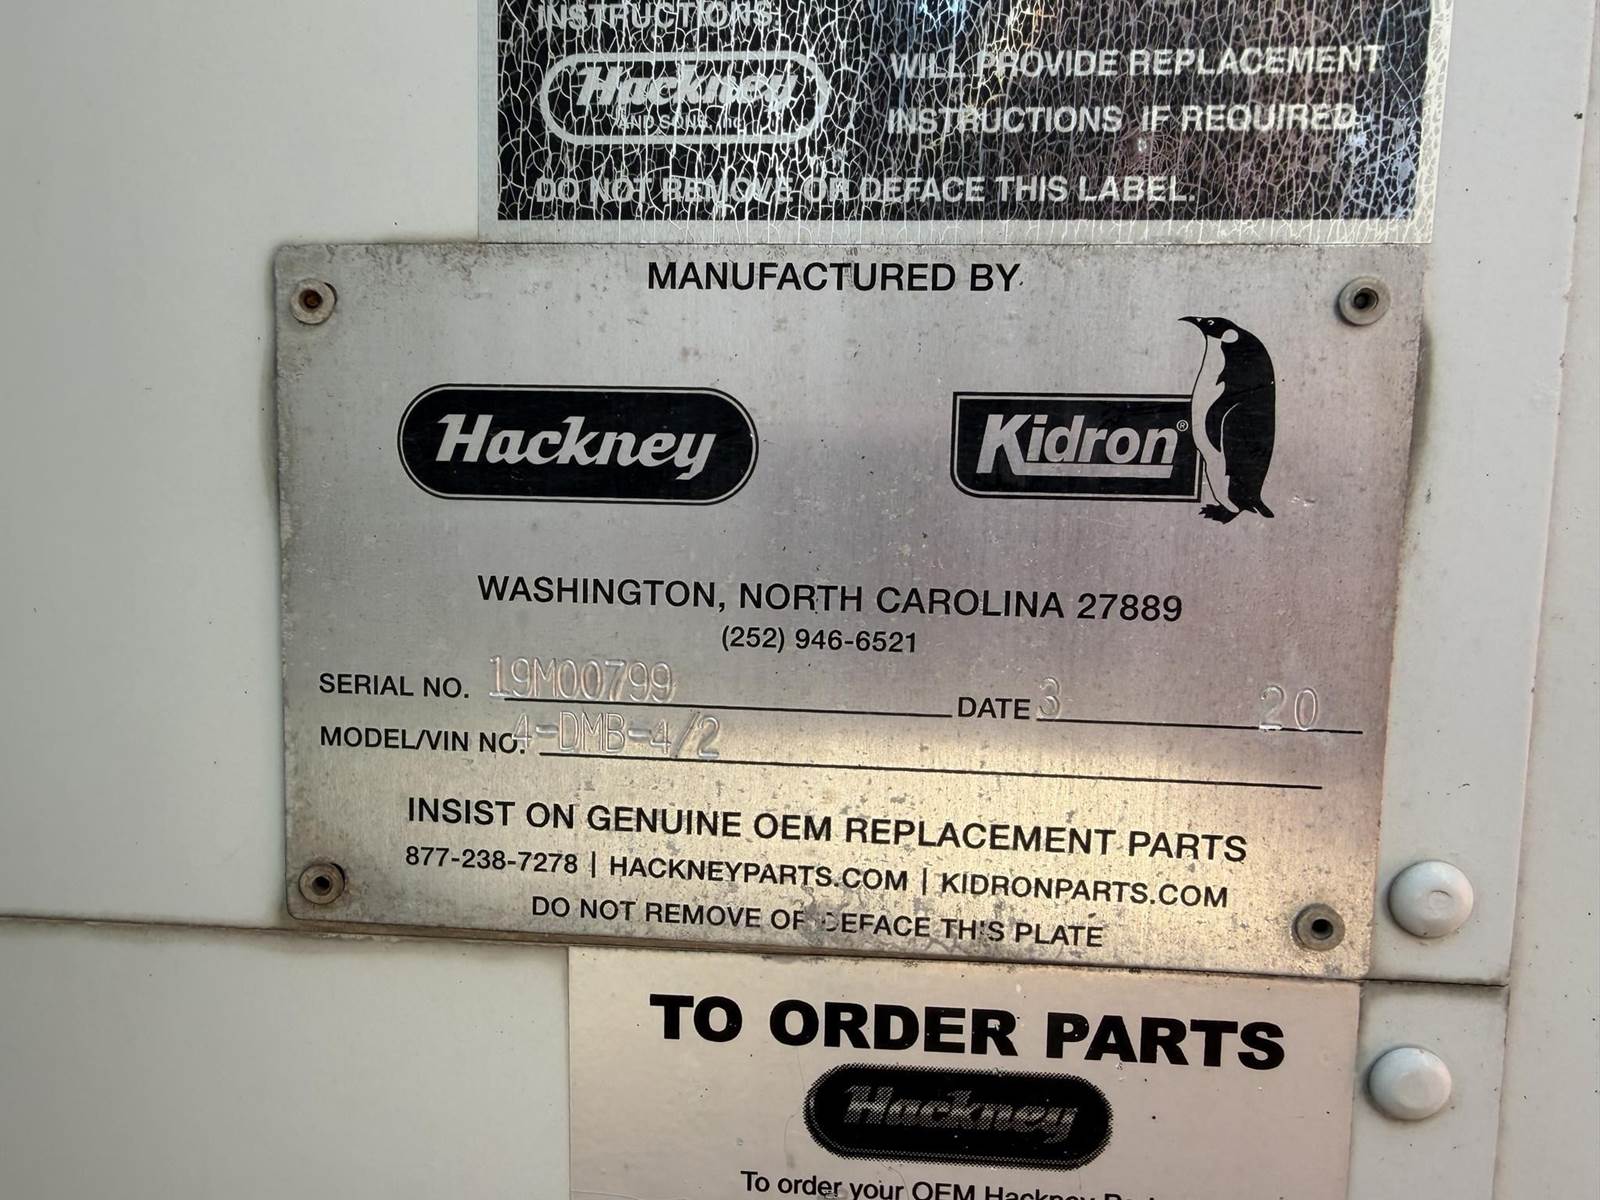 INSTRUCTIONS.
Hackney
AND SONS, Inc.
WILL PROVIDE REPLACEMENT
INSTRUCTIONS IF REQUIRED.
DO NOT REMOVE OR DEFACE THIS LABEL.
MANUFACTURED BY
Hackney
Kidron®
WASHINGTON, NORTH CAROLINA 27889
(252) 946-6521
SERIAL NO. 19M00799 DATE 3 20
MODEL/VIN NO. 4-DMB-4/2
INSIST ON GENUINE OEM REPLACEMENT PARTS
877-238-7278 | HACKNEYPARTS.COM | KIDRONPARTS.COM
DO NOT REMOVE OR DEFACE THIS PLATE
TO ORDER PARTS
Hackney
To order your OEM Hackney